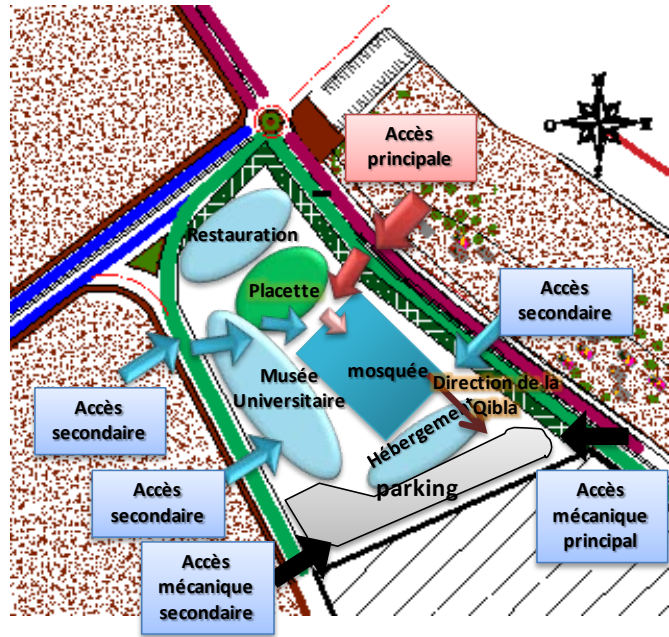 Accès
principale
O
Restauration
Placette
Accès
secondaire
mosquée
Musée
Universitaire
Direction de la
Qibla
Hébergement
Accès
secondaire
parking
Accès
secondaire
Accès
mécanique
principal
Accès
mécanique
secondaire